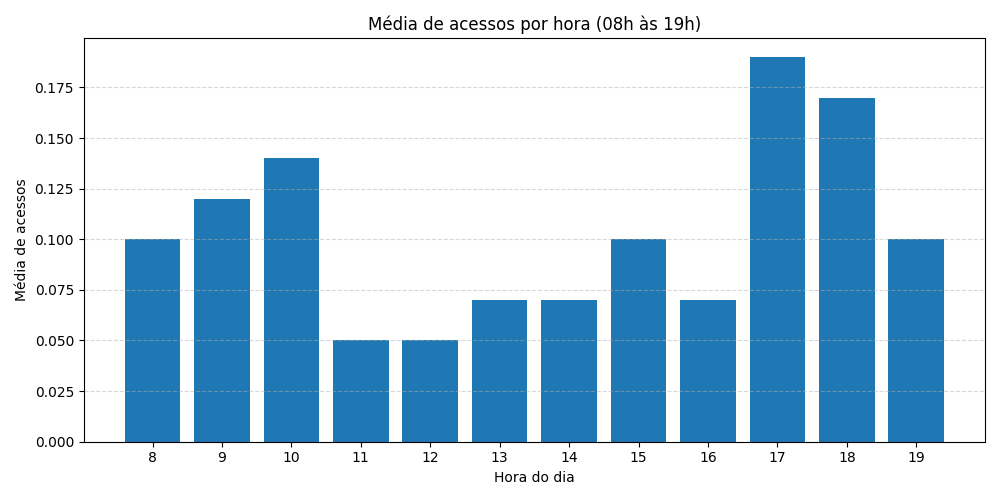 Média de acessos por hora (08h às 19h)
Média de acessos
0.175
0.150
0.125
0.100
0.075
0.050
0.025
0.000
8 9 10 11 12 13 14 15 16 17 18 19
Hora do dia